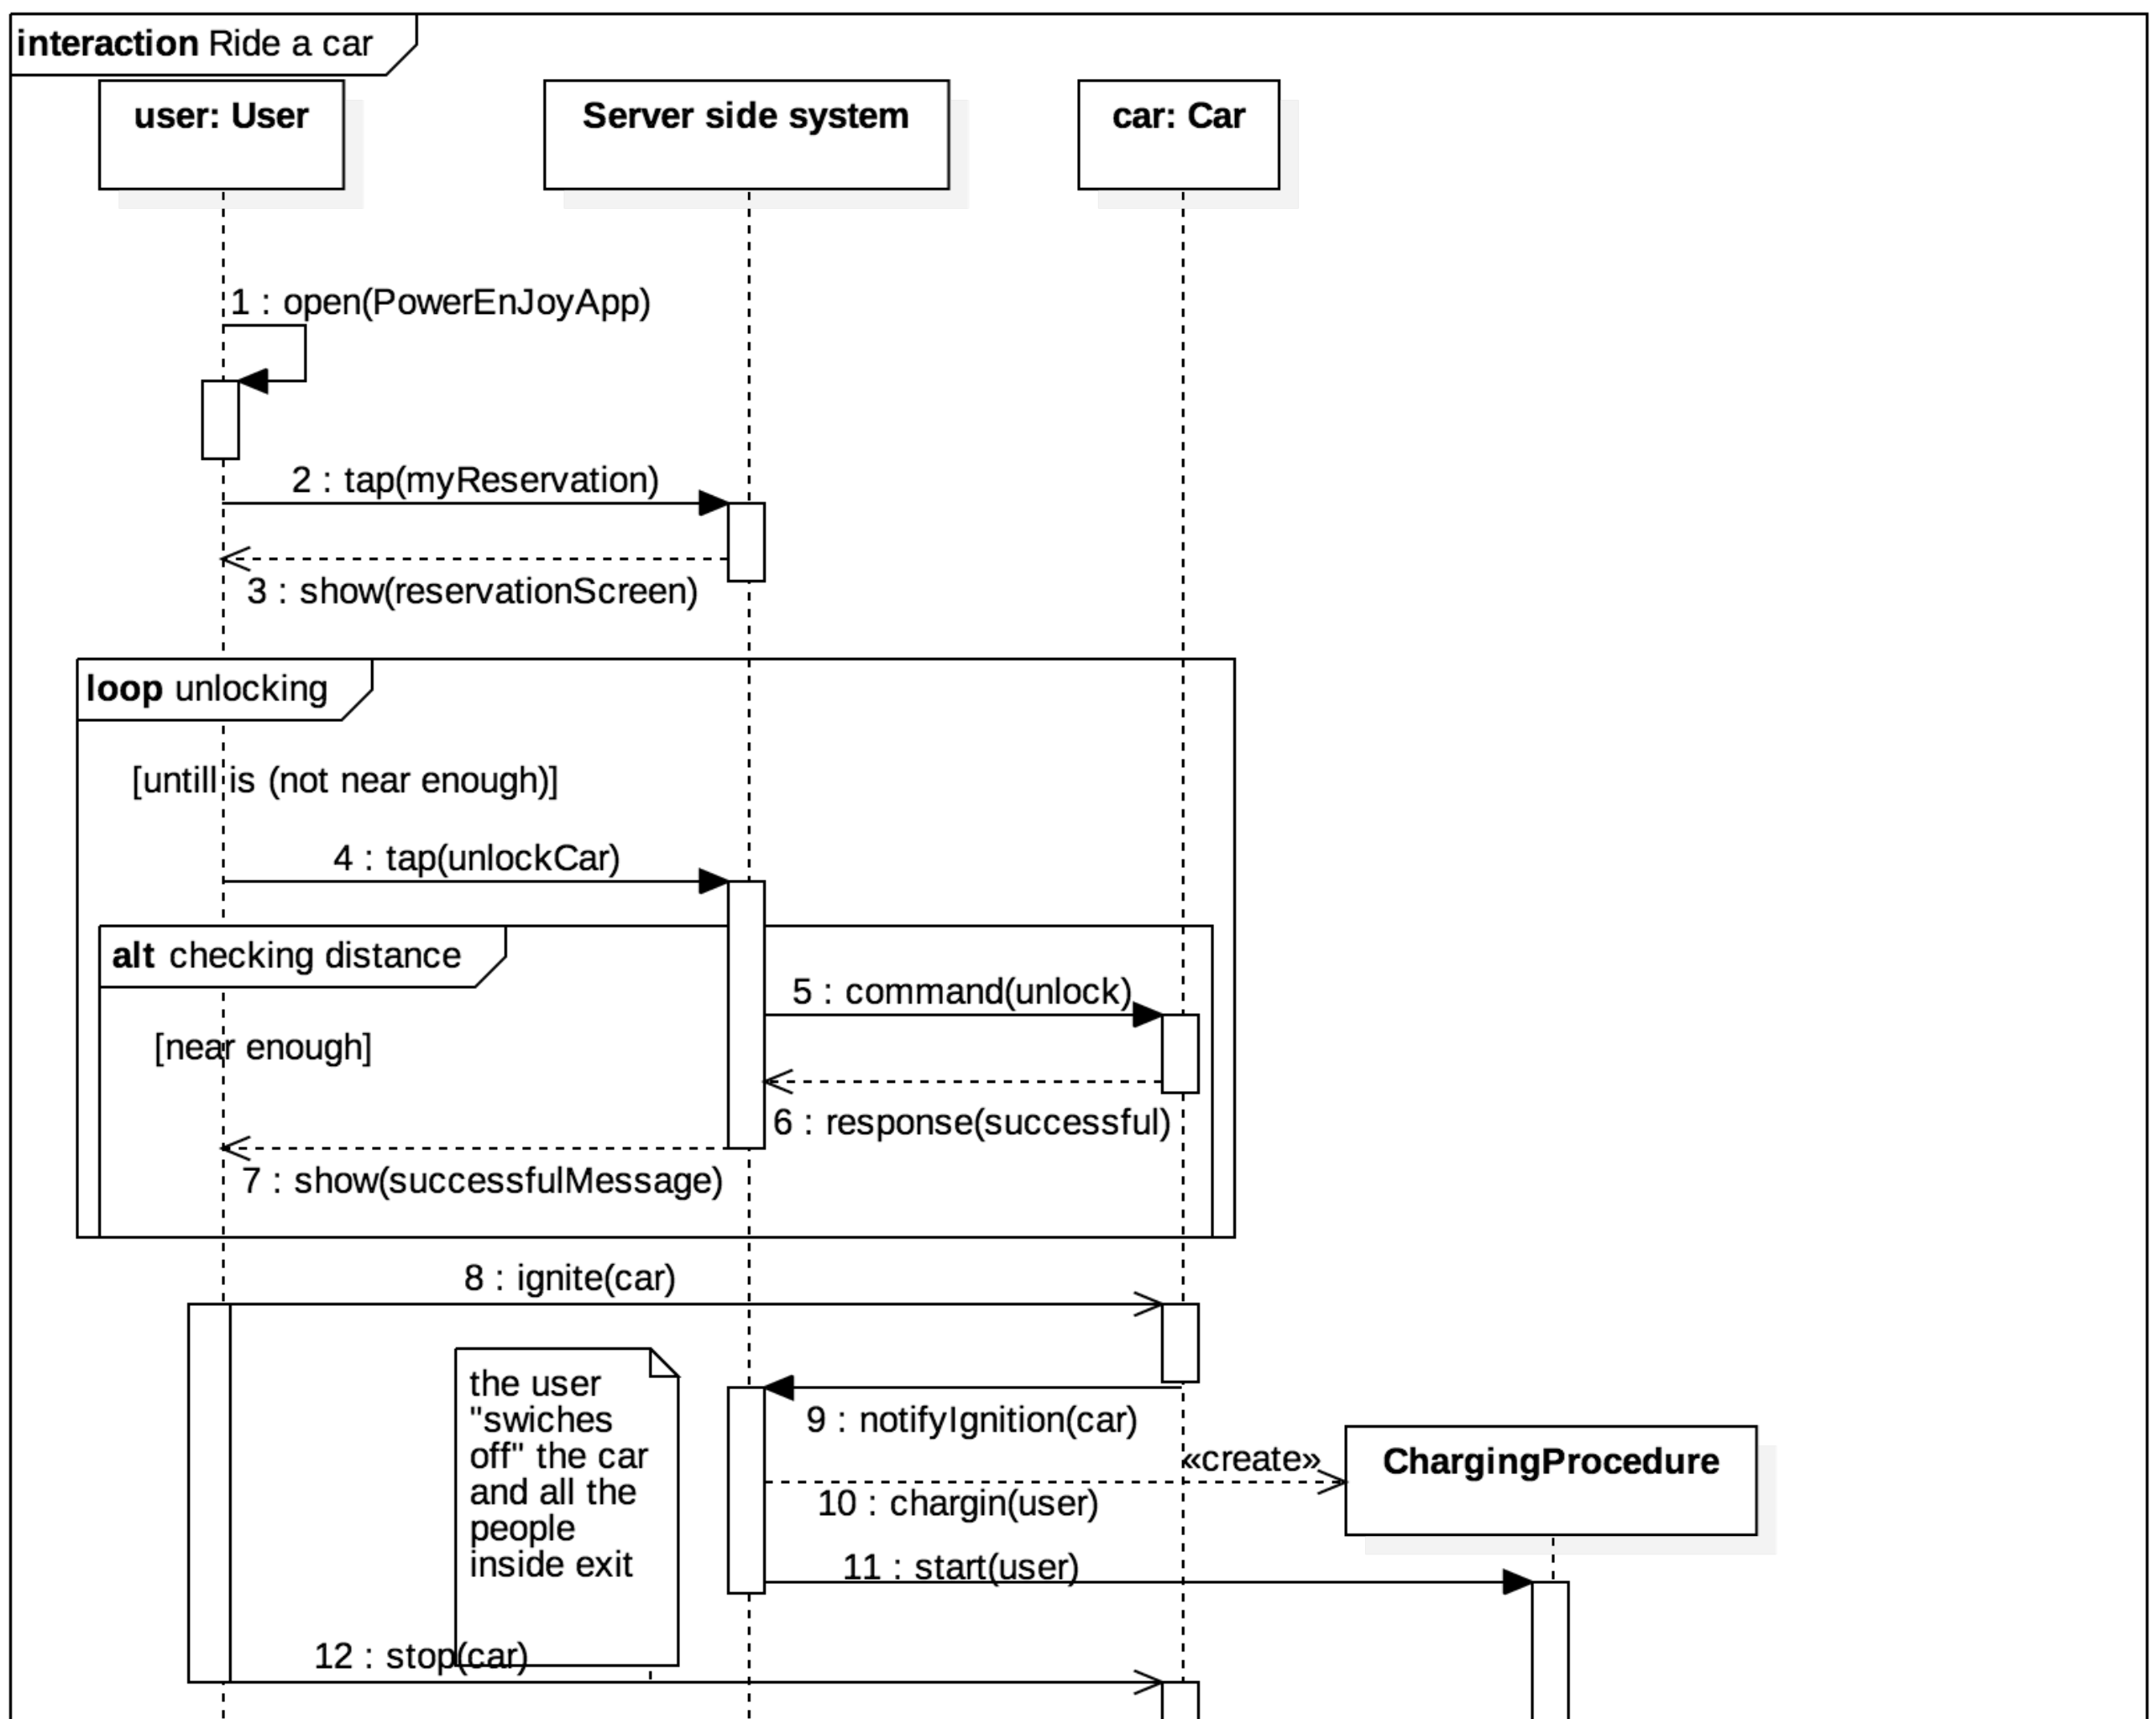 interaction Ride a car
user: User
Server side system
car: Car
1 : open(PowerEnJoyApp)
2 : tap(myReservation)
3 : show(reservationScreen)
loop unlocking
[untill is (not near enough)]
4 : tap(unlockCar)
alt checking distance
5 : command(unlock)
[near enough]
6 : response(successful)
7 : show(successfulMessage)
8 : ignite(car)
the user
"swiches
off" the car
and all the
people
inside exit
9 : notifyIgnition(car)
«create»
ChargingProcedure
10 : chargin(user)
11 : start(user)
12 : stop(car)